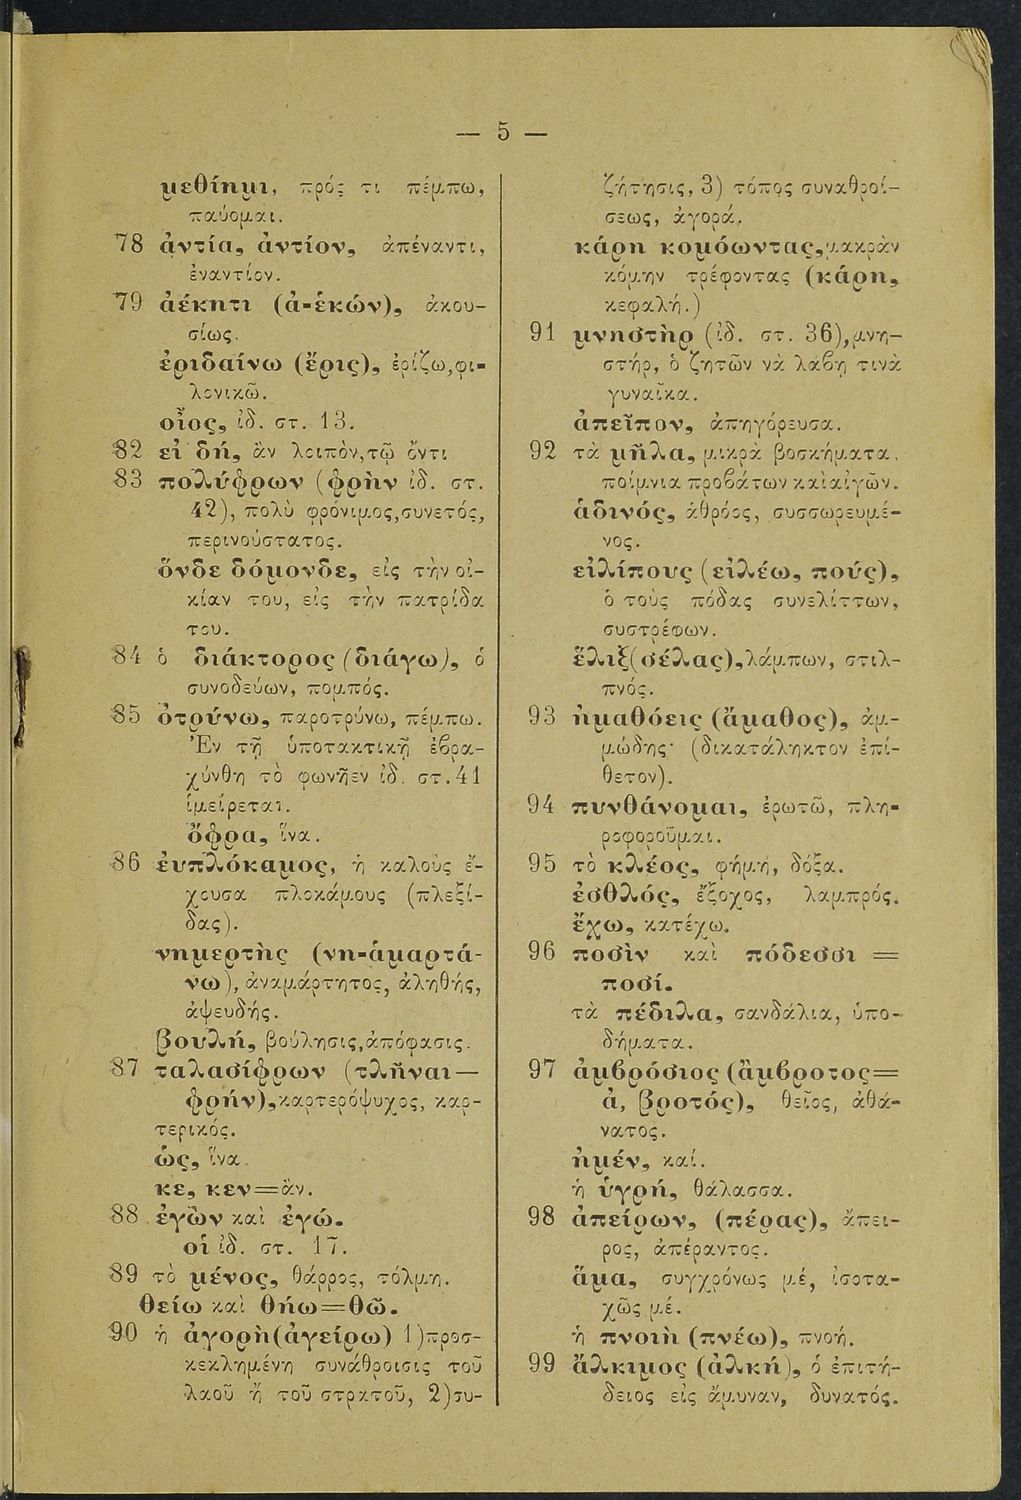 — 5 —
μεθίημι, πρός τι πέμπω,
παύομαι.
78 ἀντία, ἀντίον, ἀπέναντι,
ἐναντίον.
79 ἀέκητι (ἀ-ἑκών), ἀκου-
σίως.
ἐριδαίνω (ἔρις), ἐρίζω,φι-
λονικῶ.
οἶος, ἰδ. στ. 13.
82 εἰ δή, ἂν λοιπὸν,τῷ ὄντι
83 πολύφρων (φρὴν ἰδ. στ.
42), πολὺ φρόνιμος,συνετός,
περινούστατος.
ὅνδε δόμονδε, εἰς τὴν οἰ-
κίαν του, εἰς τὴν πατρίδα
του.
84 ὁ διάκτορος (διάγω), ὁ
συνοδεύων, πομπός.
85 ὀτρύνω, παροτρύνω, πέμπω.
Ἐν τῇ ὑποτακτικῇ ἐβρα-
χύνθη τὸ φωνῆεν ἰδ. στ.41
ἱμείρεται.
ὄφρα, ἵνα.
86 ἐυπλόκαμος, ἡ καλοὺς ἔ-
χουσα πλοκάμους (πλεξί-
δας).
νημερτὴς (νη-ἁμαρτά-
νω), ἀναμάρτητος, ἀληθής,
ἀψευδής.
βουλή, βούλησις,ἀπόφασις.
87 ταλασίφρων (τλῆναι—
φρήν),καρτερόψυχος, καρ-
τερικός.
ὡς, ἵνα.
κε, κεν=ἄν.
88 ἐγὼν καὶ ἐγώ.
οἱ ἰδ. στ. 17.
89 τὸ μένος, θάρρος, τόλμη.
θείω καὶ θήω=θῶ.
90 ἡ ἀγορὴ(ἀγείρω) 1)προσ-
κεκλημένη συνάθροισις τοῦ
λαοῦ ἢ τοῦ στρατοῦ, 2)συ-
ζήτησις, 3) τόπος συναθροί-
σεως, ἀγορά.
κάρη κομόωντας,μακρὰν
κόμην τρέφοντας (κάρη,
κεφαλή.)
91 μνηστὴρ (ἰδ. στ. 36),μνη-
στήρ, ὁ ζητῶν νὰ λάβῃ τινὰ
γυναῖκα.
ἀπεῖπον, ἀπηγόρευσα.
92 τὰ μῆλα, μικρὰ βοσκήματα,
ποίμνια προβάτων καὶ αἰγῶν.
ἁδινός, ἀθρόος, συσσωρευμέ-
νος.
εἰλίπους (εἰλέω, πούς),
ὁ τοὺς πόδας συνελίττων,
συστρέφων.
ἕλιξ(σέλας),λάμπων, στιλ-
πνός.
93 ἠμαθόεις (ἄμαθος), ἀμ-
μώδης· (δικατάληκτον ἐπί-
θετον).
94 πυνθάνομαι, ἐρωτῶ, πλη-
ροφοροῦμαι.
95 τὸ κλέος, φήμη, δόξα.
ἐσθλός, ἔξοχος, λαμπρός.
ἔχω, κατέχω.
96 ποσὶν καὶ πόδεσσι =
ποσί.
τὰ πέδιλα, σανδάλια, ὑπο-
δήματα.
97 ἀμβρόσιος (ἄμβροτος=
ἀ, βροτός), θεῖος, ἀθά-
νατος.
ἠμέν, καί.
ἡ ὑγρή, θάλασσα.
98 ἀπείρων, (πέρας), ἄπει-
ρος, ἀπέραντος.
ἅμα, συγχρόνως μέ, ἰσοτα-
χῶς μέ.
ἡ πνοιὴ (πνέω), πνοή.
99 ἄλκιμος (ἀλκή), ὁ ἐπιτή-
δειος εἰς ἄμυναν, δυνατός.